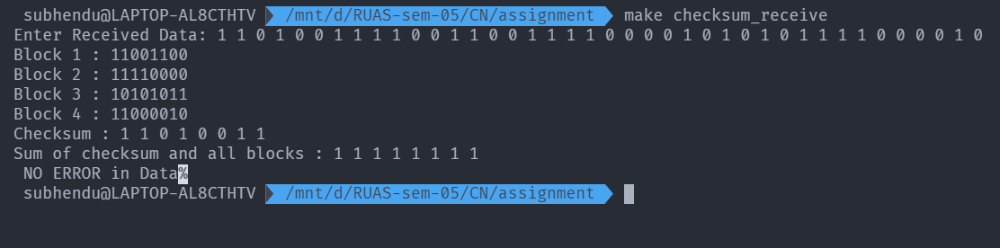 subhendu@LAPTOP-AL8CTHTV /mnt/d/RUAS-sem-05/CN/assignment make checksum_receive
Enter Received Data: 1 1 0 1 0 0 1 1 1 1 0 0 1 1 0 0 1 1 1 1 0 0 0 0 1 0 1 0 1 0 1 1 1 1 0 0 0 0 1 0
Block 1 : 11001100
Block 2 : 11110000
Block 3 : 10101011
Block 4 : 11000010
Checksum : 1 1 0 1 0 0 1 1
Sum of checksum and all blocks : 1 1 1 1 1 1 1 1
NO ERROR in Data%
subhendu@LAPTOP-AL8CTHTV /mnt/d/RUAS-sem-05/CN/assignment